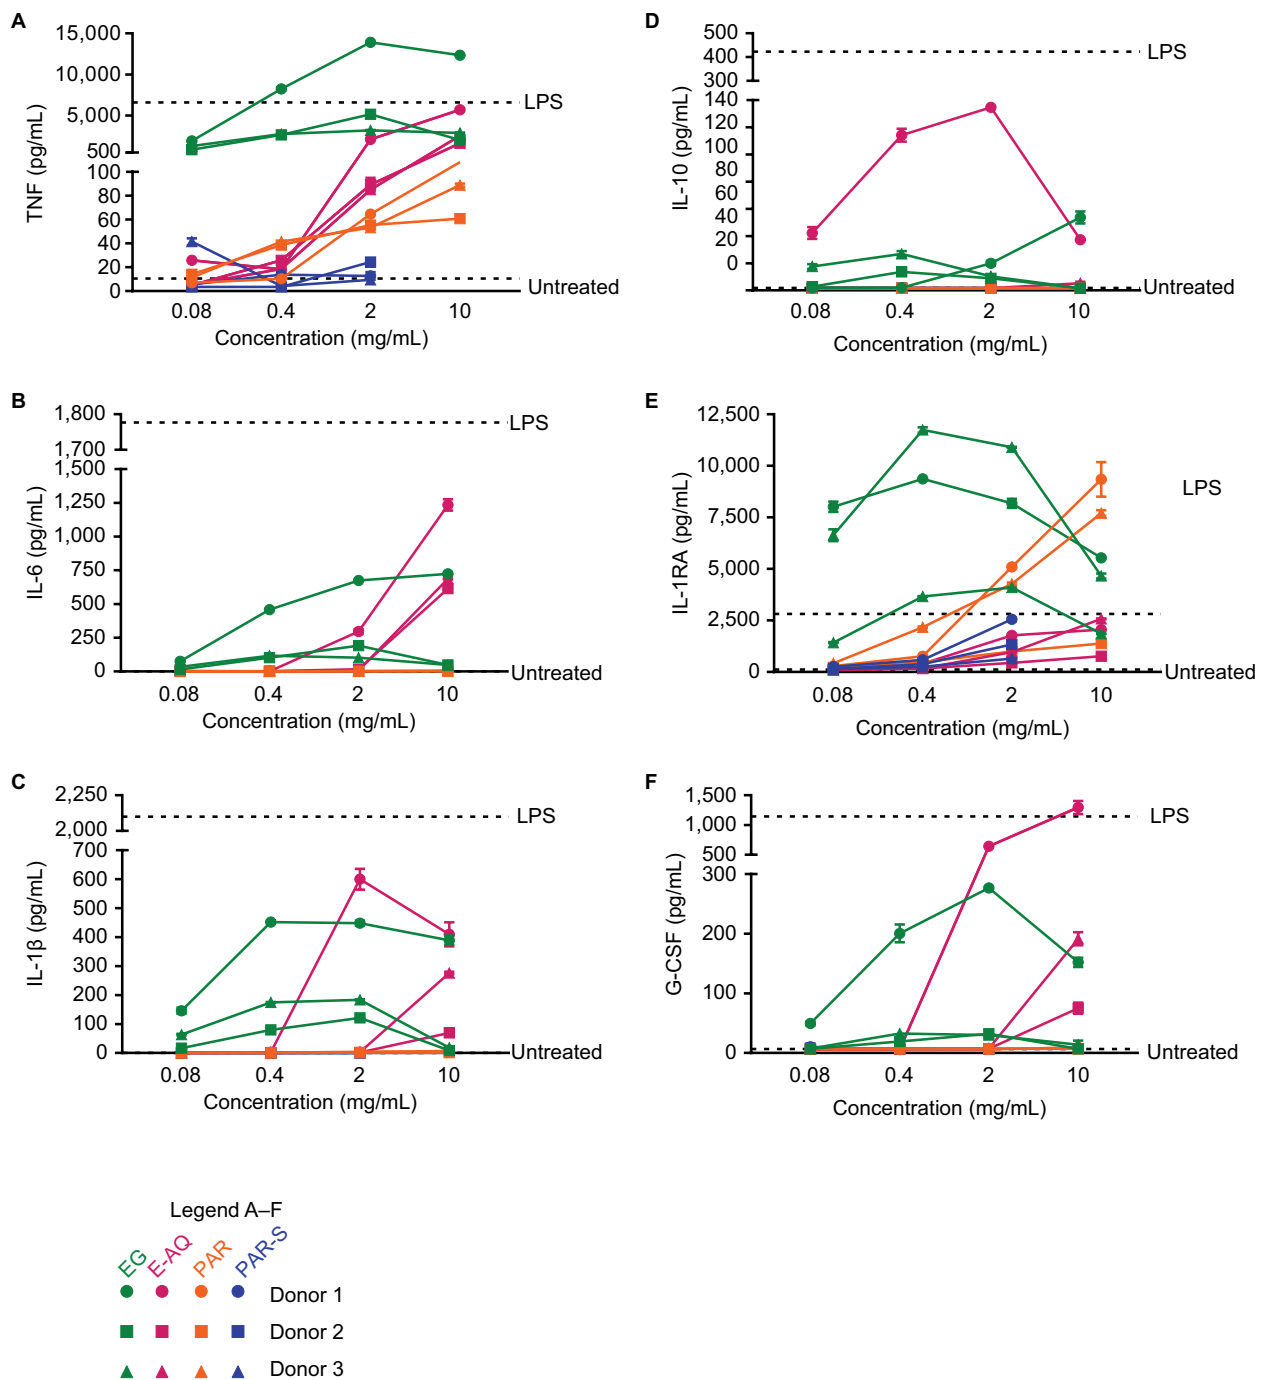 A
15,000
10,000
5,000
500
100
80
60
40
20
0
TNF (pg/mL)
LPS
Untreated
0.08 0.4 2 10
Concentration (mg/mL)
D
500
400
300
140
120
100
80
60
40
20
0
IL-10 (pg/mL)
LPS
Untreated
0.08 0.4 2 10
Concentration (mg/mL)
B
1,800
1,700
1,500
1,250
1,000
750
500
250
0
IL-6 (pg/mL)
LPS
Untreated
0.08 0.4 2 10
Concentration (mg/mL)
E
12,500
10,000
7,500
5,000
2,500
0
IL-1RA (pg/mL)
LPS
Untreated
0.08 0.4 2 10
Concentration (mg/mL)
C
2,250
2,000
700
600
500
400
300
200
100
0
IL-1β (pg/mL)
LPS
Untreated
0.08 0.4 2 10
Concentration (mg/mL)
F
1,500
1,000
500
300
200
100
0
G-CSF (pg/mL)
LPS
Untreated
0.08 0.4 2 10
Concentration (mg/mL)
Legend A–F
EG E-AQ PAR PAR-S
Donor 1
Donor 2
Donor 3